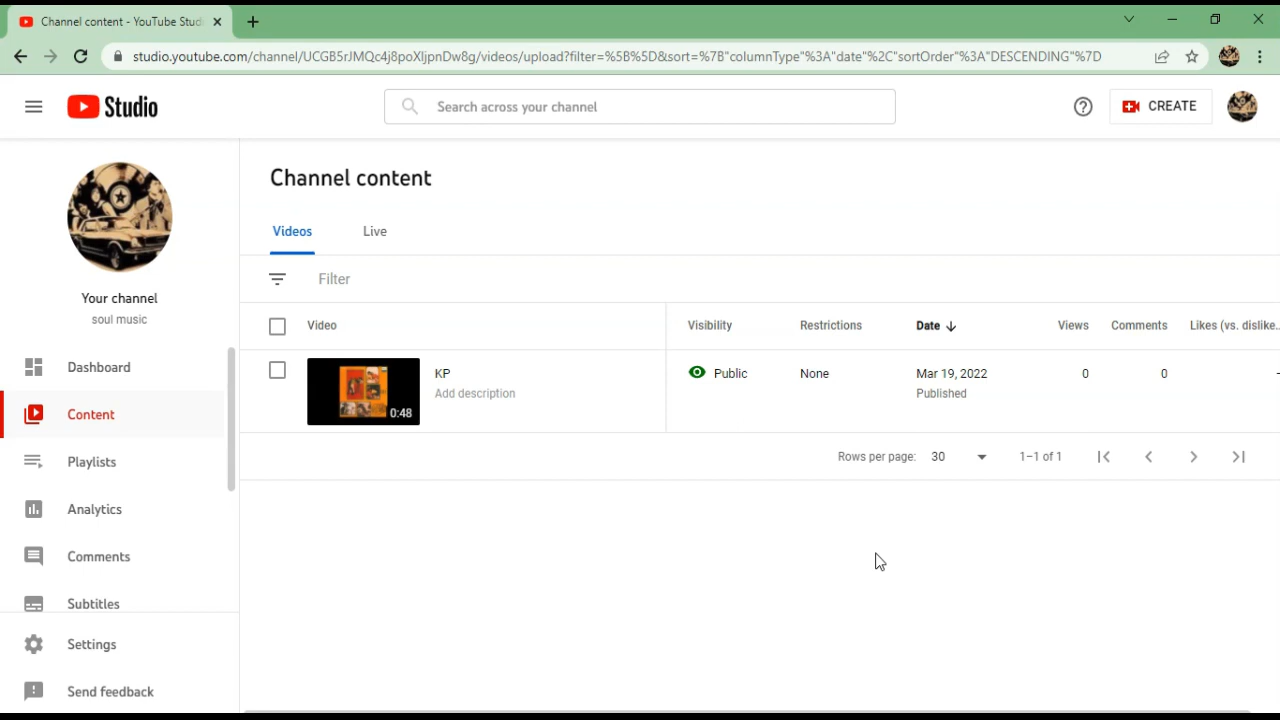 Channel content - YouTube Stud
studio.youtube.com/channel/UCGB5rJMQc4j8poXljpnDw8g/videos/upload?filter=%5B%5D&sort=%7B"columnType"%3A"date"%2C"sortOrder"%3A"DESCENDING"%7D
Studio
Search across your channel
CREATE
Your channel
soul music
Dashboard
Content
Playlists
Analytics
Comments
Subtitles
Settings
Send feedback
Channel content
Videos Live
Filter
Video Visibility Restrictions Date Views Comments Likes (vs. dislike...
0:48
KP Public None Mar 19, 2022 0 0 -
Add description Published
Rows per page: 30 1–1 of 1